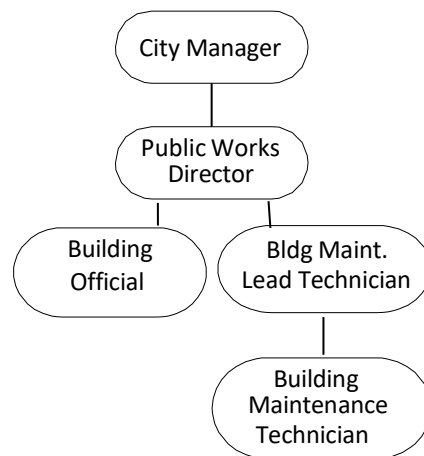 City Manager
Public Works
Director
Building
Official
Bldg Maint.
Lead Technician
Building
Maintenance
Technician